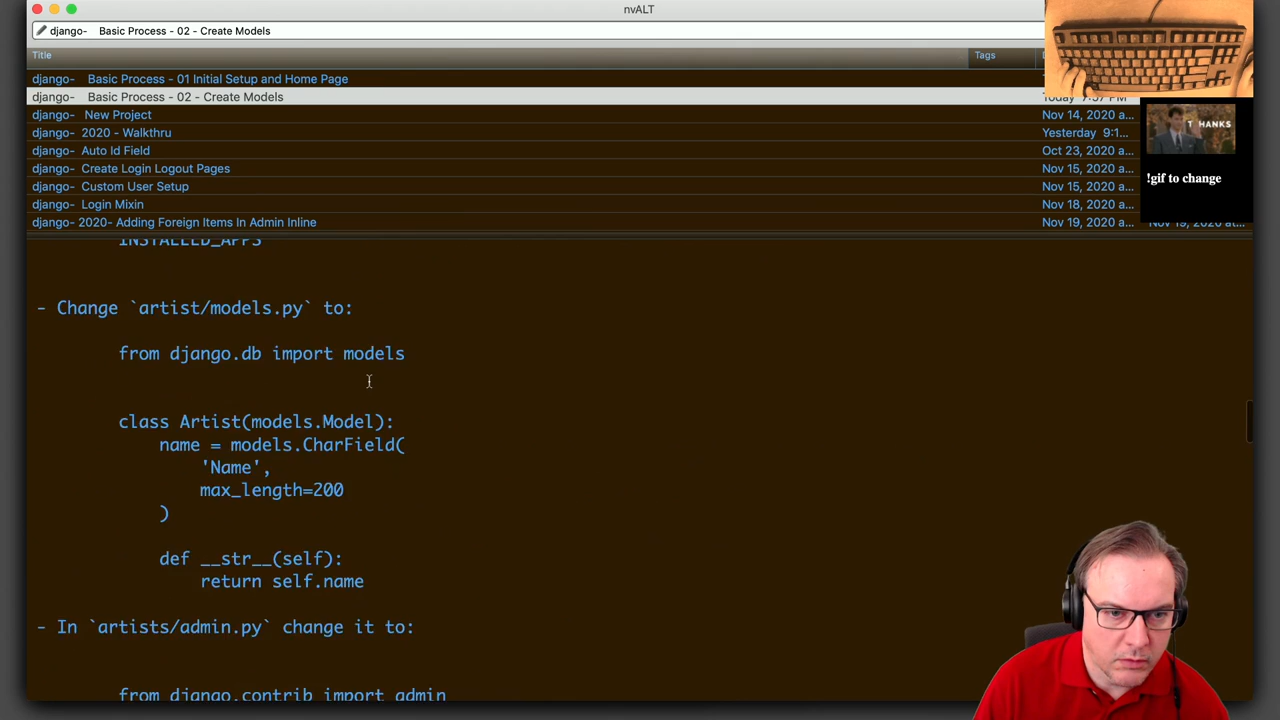 nvALT
django- Basic Process - 02 - Create Models
Title
Tags
django- Basic Process - 01 Initial Setup and Home Page
django- Basic Process - 02 - Create Models
django- New Project
Nov 14, 2020 a...
django- 2020 - Walkthru
Yesterday 9:1...
django- Auto Id Field
Oct 23, 2020 a...
django- Create Login Logout Pages
Nov 15, 2020 a...
django- Custom User Setup
Nov 15, 2020 a...
django- Login Mixin
Nov 18, 2020 a...
django- 2020- Adding Foreign Items In Admin Inline
Nov 19, 2020 a...
T HANKS
!gif to change
INSTALLED_APPS
- Change `artist/models.py` to:
from django.db import models
class Artist(models.Model):
name = models.CharField(
'Name',
max_length=200
)
def __str__(self):
return self.name
- In `artists/admin.py` change it to:
from django.contrib import admin